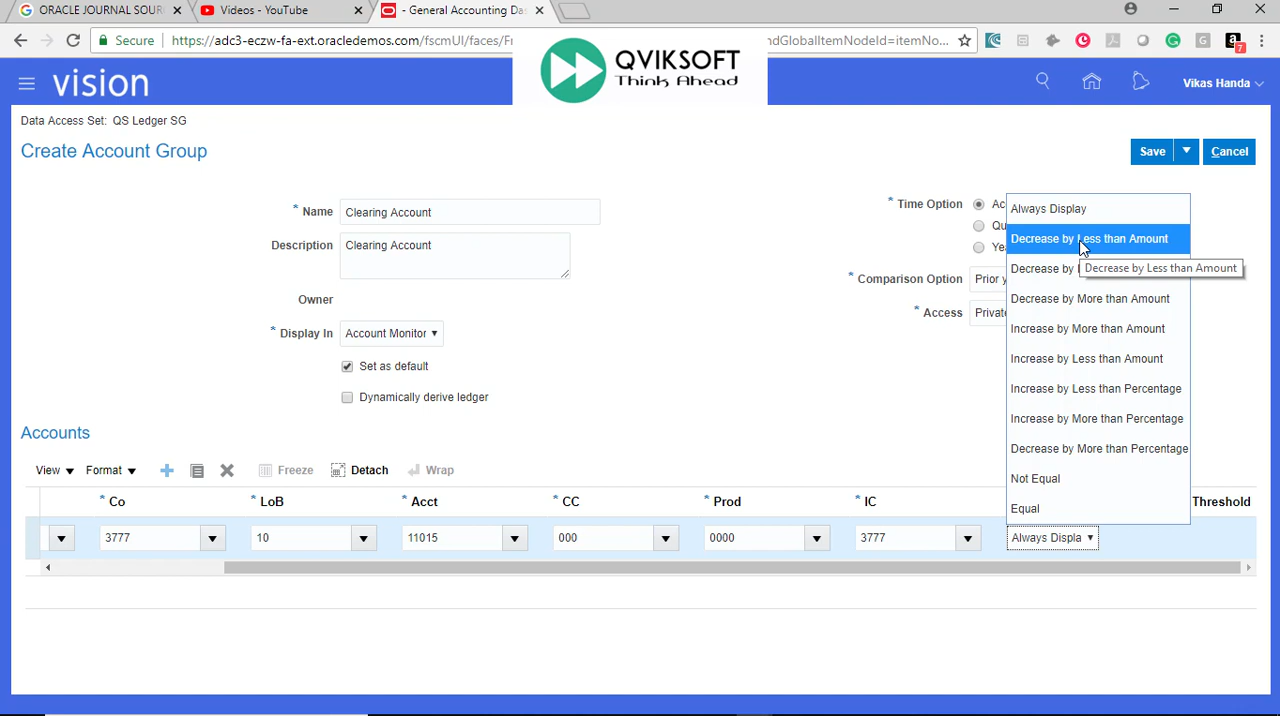 ORACLE JOURNAL SOUR
Videos - YouTube
- General Accounting Da
Secure
https://adc3-eczw-fa-ext.oracledemos.com/fscmUI/faces/Fr
ndGlobalItemNodeId=itemNo...
7
QVIKSOFT
Think Ahead
vision
Vikas Handa
Data Access Set: QS Ledger SG
Create Account Group
Save
Cancel
* Name
Clearing Account
Description
Clearing Account
Owner
* Display In
Account Monitor
Set as default
Dynamically derive ledger
* Time Option
Ac
Qu
Ye
* Comparison Option
Prior y
* Access
Private
Always Display
Decrease by Less than Amount
Decrease by
Decrease by Less than Amount
Decrease by More than Amount
Increase by More than Amount
Increase by Less than Amount
Increase by Less than Percentage
Increase by More than Percentage
Decrease by More than Percentage
Not Equal
Equal
Accounts
View
Format
Freeze
Detach
Wrap
* Co
* LoB
* Acct
* CC
* Prod
* IC
Threshold
3777
10
11015
000
0000
3777
Always Displa